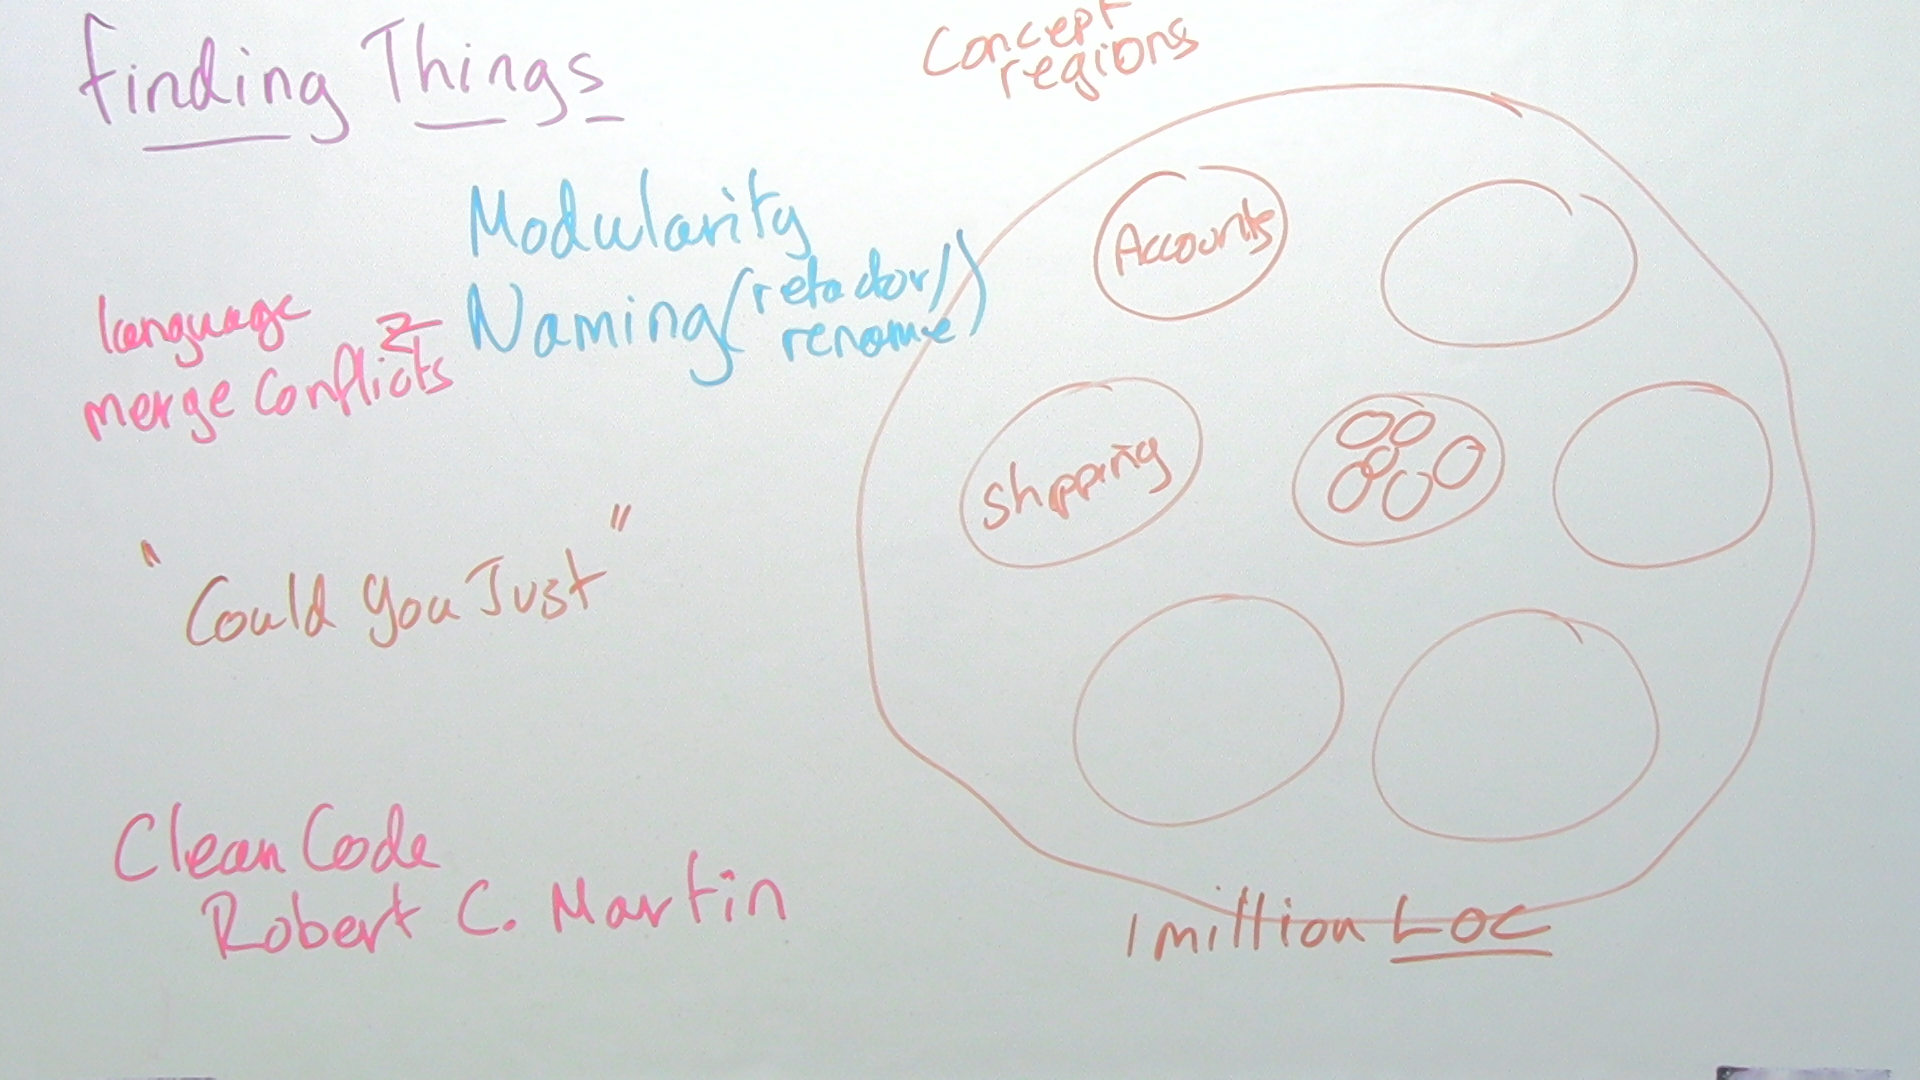 Finding Things
Concept
regions
Modularity
Naming (refactor/
rename)
language
merge conflicts
Accounts
Shipping
"Could you Just"
Clean Code
Robert C. Martin
1 million LOC